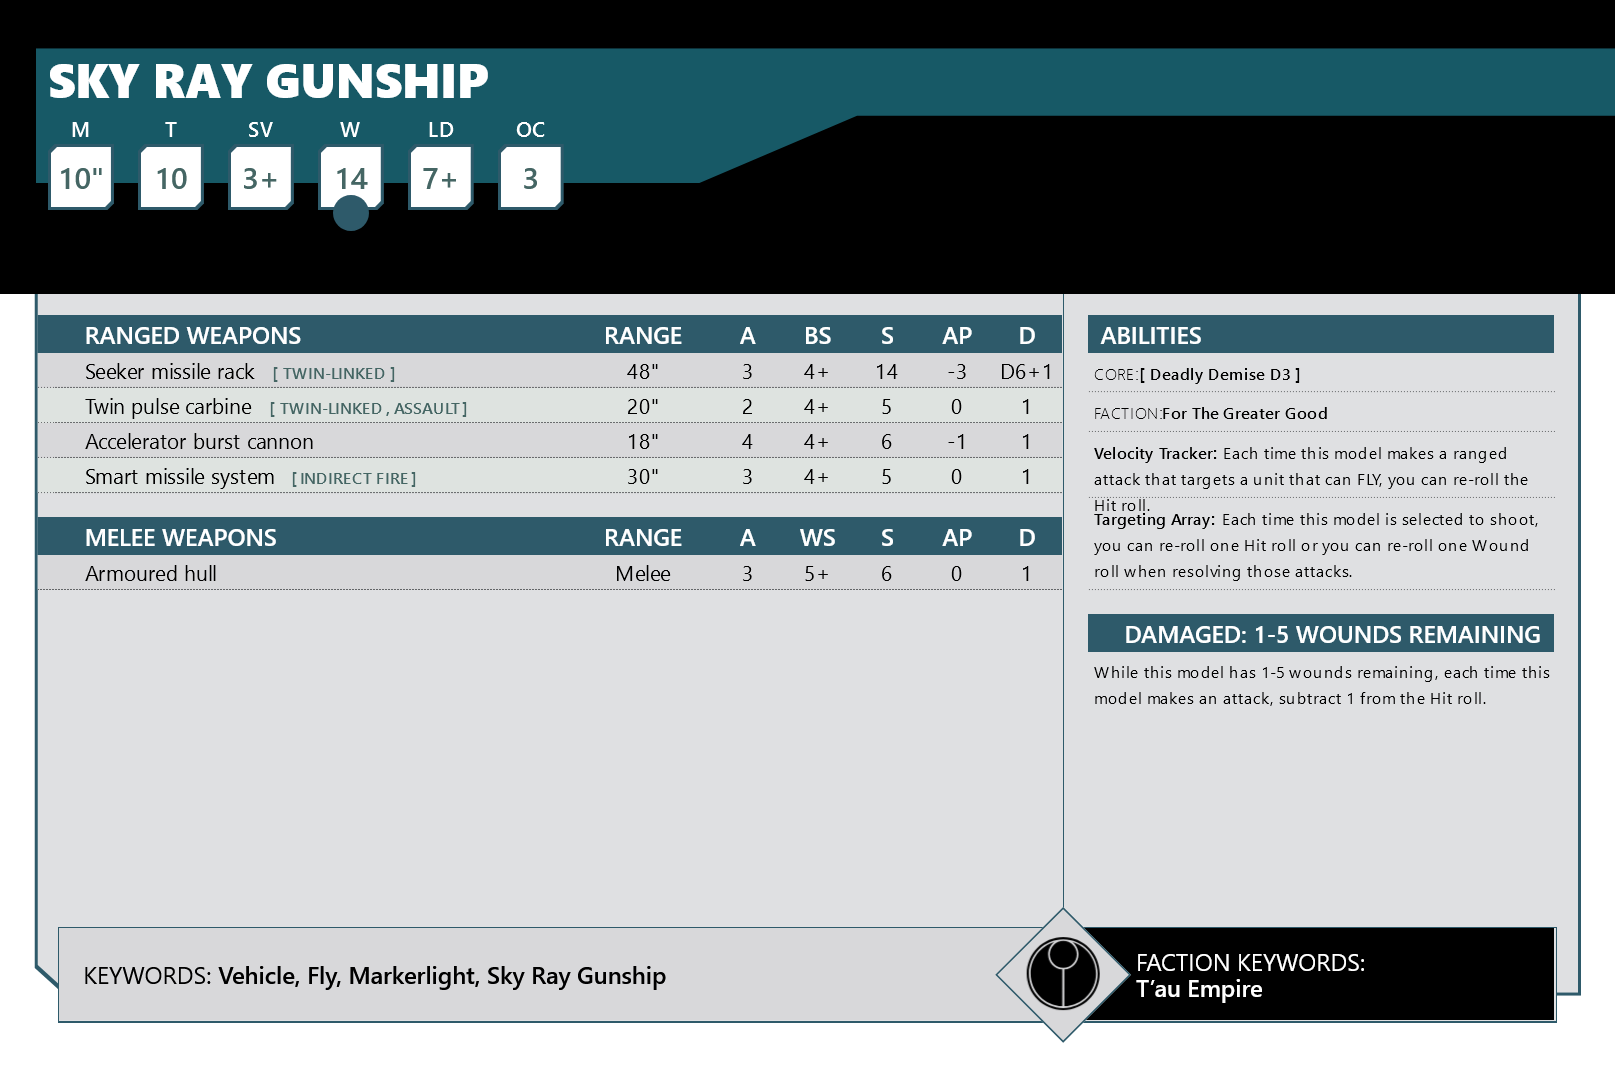 SKY RAY GUNSHIP
M T SV W LD OC
10" 10 3+ 14 7+ 3
RANGED WEAPONS RANGE A BS S AP D
Seeker missile rack [ TWIN-LINKED ] 48" 3 4+ 14 -3 D6+1
Twin pulse carbine [ TWIN-LINKED , ASSAULT] 20" 2 4+ 5 0 1
Accelerator burst cannon 18" 4 4+ 6 -1 1
Smart missile system [INDIRECT FIRE] 30" 3 4+ 5 0 1
MELEE WEAPONS RANGE A WS S AP D
Armoured hull Melee 3 5+ 6 0 1
ABILITIES
CORE:[ Deadly Demise D3 ]
FACTION:For The Greater Good
Velocity Tracker: Each time this model makes a ranged
attack that targets a unit that can FLY, you can re-roll the
Hit roll.
Targeting Array: Each time this model is selected to shoot,
you can re-roll one Hit roll or you can re-roll one Wound
roll when resolving those attacks.
DAMAGED: 1-5 WOUNDS REMAINING
While this model has 1-5 wounds remaining, each time this
model makes an attack, subtract 1 from the Hit roll.
KEYWORDS: Vehicle, Fly, Markerlight, Sky Ray Gunship
FACTION KEYWORDS:
T’au Empire